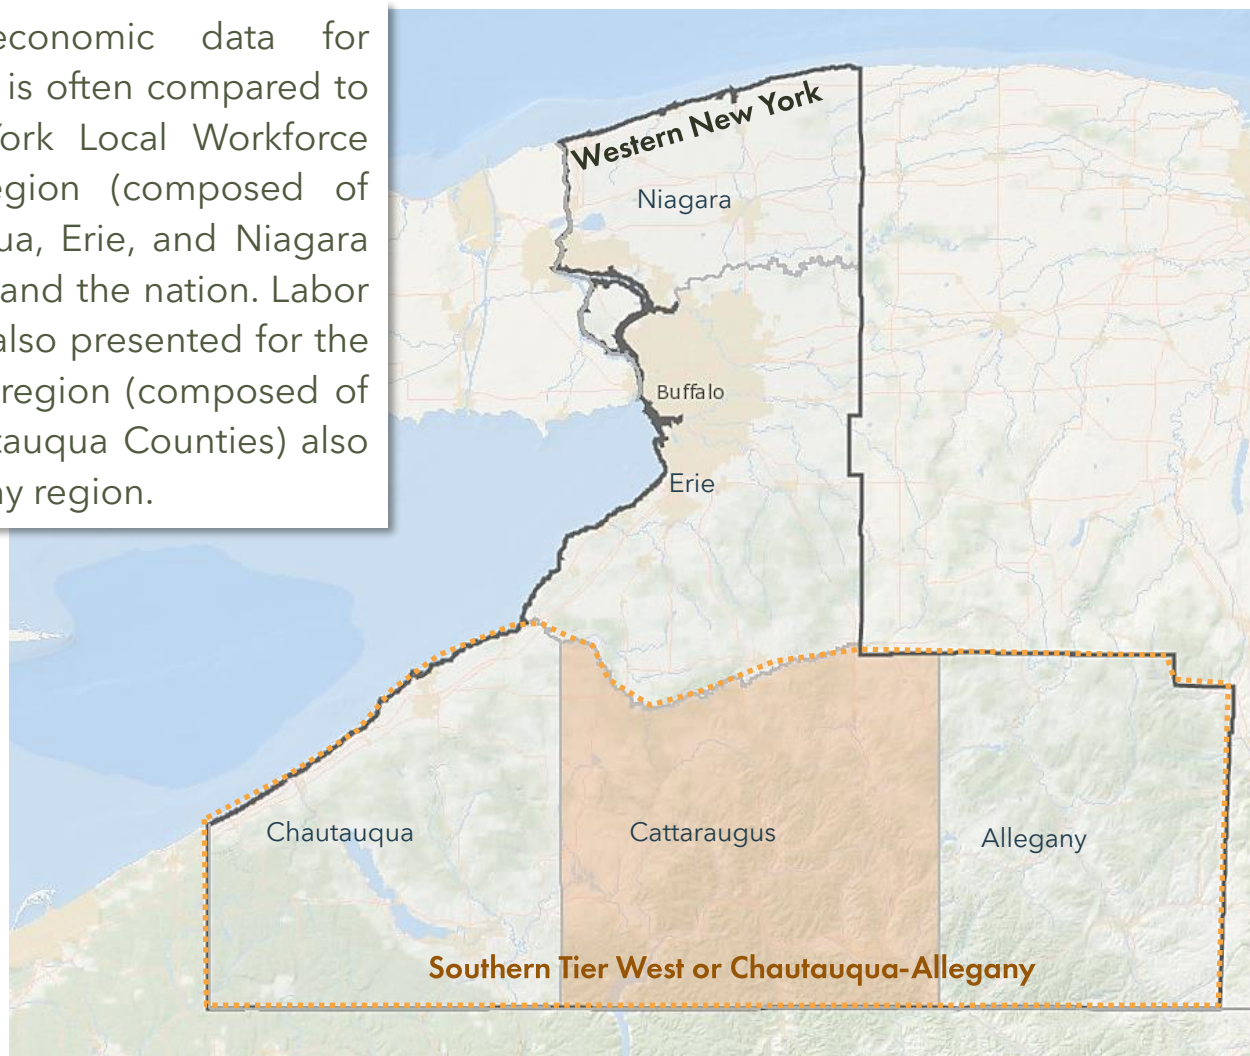 economic data for
is often compared to
ork Local Workforce
egion (composed of
ua, Erie, and Niagara
and the nation. Labor
also presented for the
region (composed of
tauqua Counties) also
ny region.
Western New York
Niagara
Buffalo
Erie
Chautauqua
Cattaraugus
Allegany
Southern Tier West or Chautauqua-Allegany